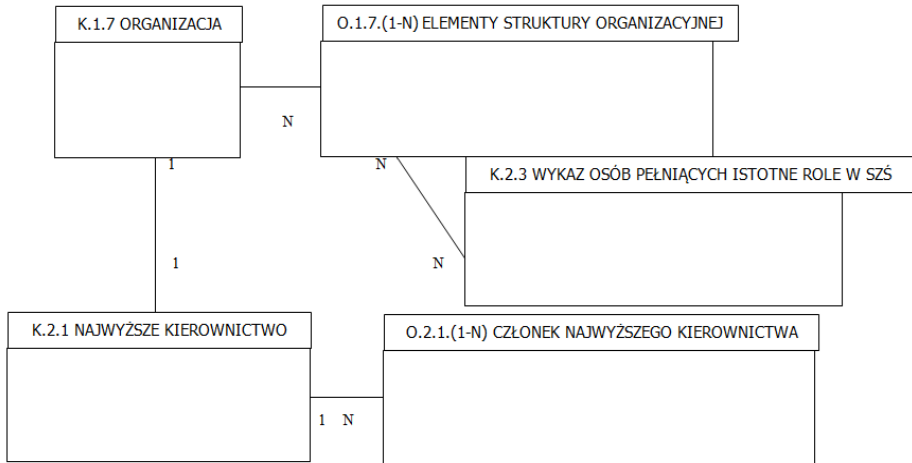 K.1.7 ORGANIZACJA
O.1.7.(1-N) ELEMENTY STRUKTURY ORGANIZACYJNEJ
N
1
N
K.2.3 WYKAZ OSÓB PEŁNIĄCYCH ISTOTNE ROLE W SZŚ
1
N
K.2.1 NAJWYŻSZE KIEROWNICTWO
O.2.1.(1-N) CZŁONEK NAJWYŻSZEGO KIEROWNICTWA
1 N